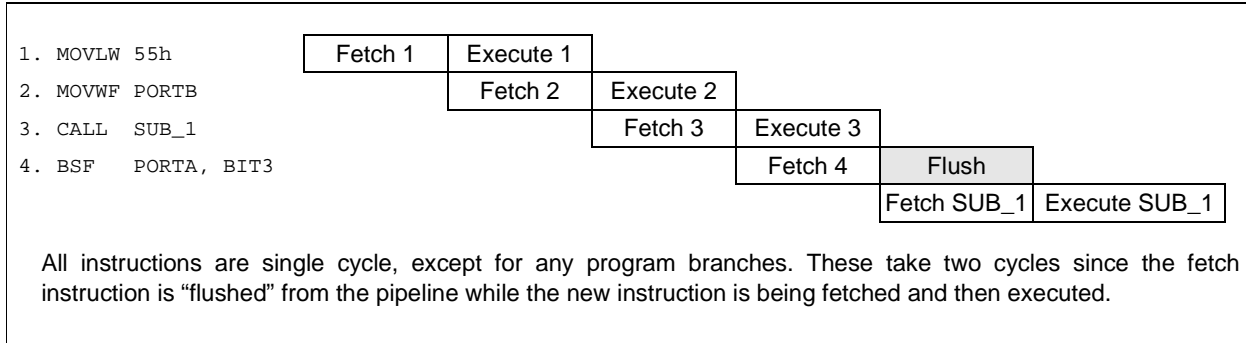 1. MOVLW 55h Fetch 1 Execute 1
2. MOVWF PORTB Fetch 2 Execute 2
3. CALL SUB_1 Fetch 3 Execute 3
4. BSF PORTA, BIT3 Fetch 4 Flush
Fetch SUB_1 Execute SUB_1
All instructions are single cycle, except for any program branches. These take two cycles since the fetch
instruction is “flushed” from the pipeline while the new instruction is being fetched and then executed.